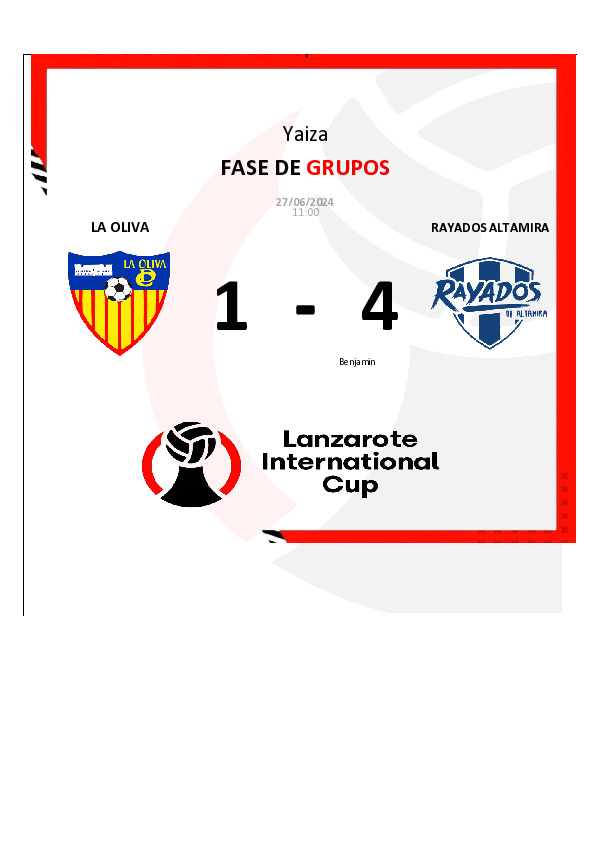 Yaiza
FASE DE GRUPOS
27/06/2024
11:00
LA OLIVA
RAYADOS ALTAMIRA
LA OLIVA
RAYADOS
DE ALTAMIRA
1 - 4
Benjamin
Lanzarote
International
Cup